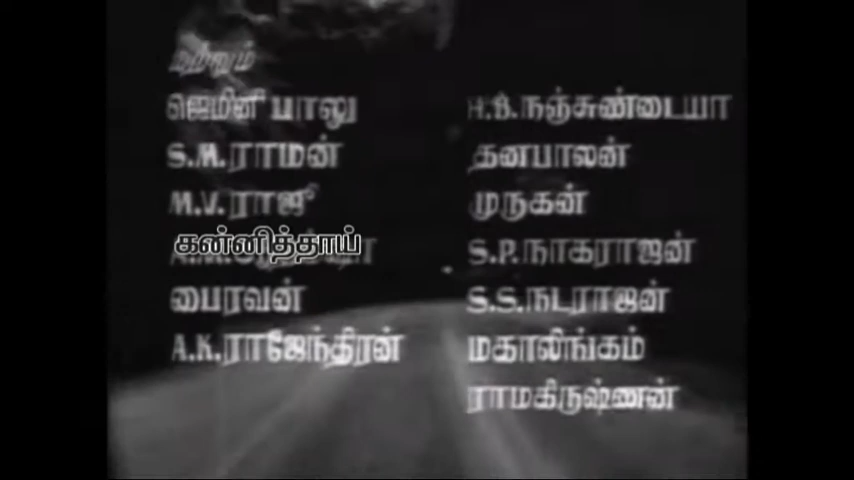 மற்றும்
ஜெமினி பாலு
S.M.ராமன்
M.V.ராஜீ
கன்னித்தாய்
பைரவன்
A.K.ராஜேந்திரன்
H.B.நஞ்சுண்டையா
தனபாலன்
முருகன்
S.P.நாகராஜன்
S.S.நடராஜன்
மகாலிங்கம்
ராமகிருஷ்ணன்